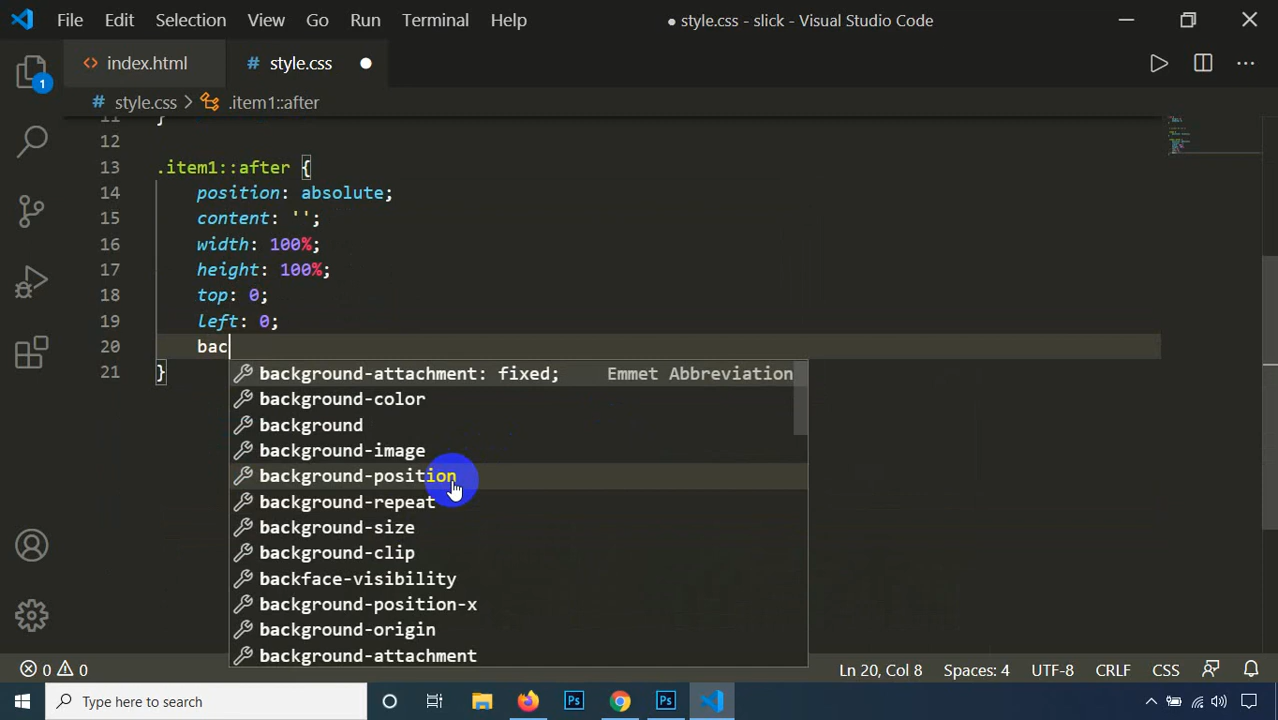 File Edit Selection View Go Run Terminal Help ● style.css - slick - Visual Studio Code
index.html # style.css
# style.css > .item1::after
1
11 }
12
13 .item1::after {
14 position: absolute;
15 content: '';
16 width: 100%;
17 height: 100%;
18 top: 0;
19 left: 0;
20 bac
21 }
background-attachment: fixed; Emmet Abbreviation
background-color
background
background-image
background-position
background-repeat
background-size
background-clip
backface-visibility
background-position-x
background-origin
background-attachment
0 0 Ln 20, Col 8 Spaces: 4 UTF-8 CRLF CSS
Type here to search Ps Ps